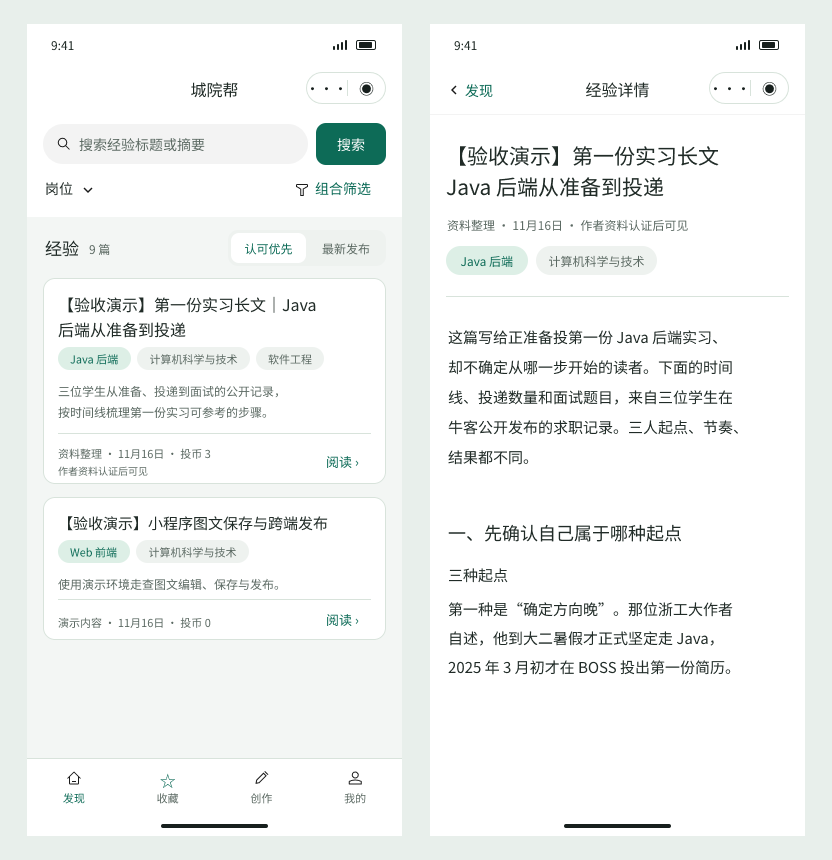 9:41
城院帮
搜索经验标题或摘要
搜索
岗位
组合筛选
经验 9 篇
认可优先
最新发布
【验收演示】第一份实习长文｜Java
后端从准备到投递
Java 后端
计算机科学与技术
软件工程
三位学生从准备、投递到面试的公开记录，
按时间线梳理第一份实习可参考的步骤。
资料整理 · 11月16日 · 投币 3
作者资料认证后可见
阅读 ›
【验收演示】小程序图文保存与跨端发布
Web 前端
计算机科学与技术
使用演示环境走查图文编辑、保存与发布。
演示内容 · 11月16日 · 投币 0
阅读 ›
发现
收藏
创作
我的
9:41
发现
经验详情
【验收演示】第一份实习长文
Java 后端从准备到投递
资料整理 · 11月16日 · 作者资料认证后可见
Java 后端
计算机科学与技术
这篇写给正准备投第一份 Java 后端实习、
却不确定从哪一步开始的读者。下面的时间
线、投递数量和面试题目，来自三位学生在
牛客公开发布的求职记录。三人起点、节奏、
结果都不同。
一、先确认自己属于哪种起点
三种起点
第一种是“确定方向晚”。那位浙工大作者
自述，他到大二暑假才正式坚定走 Java，
2025 年 3 月初才在 BOSS 投出第一份简历。